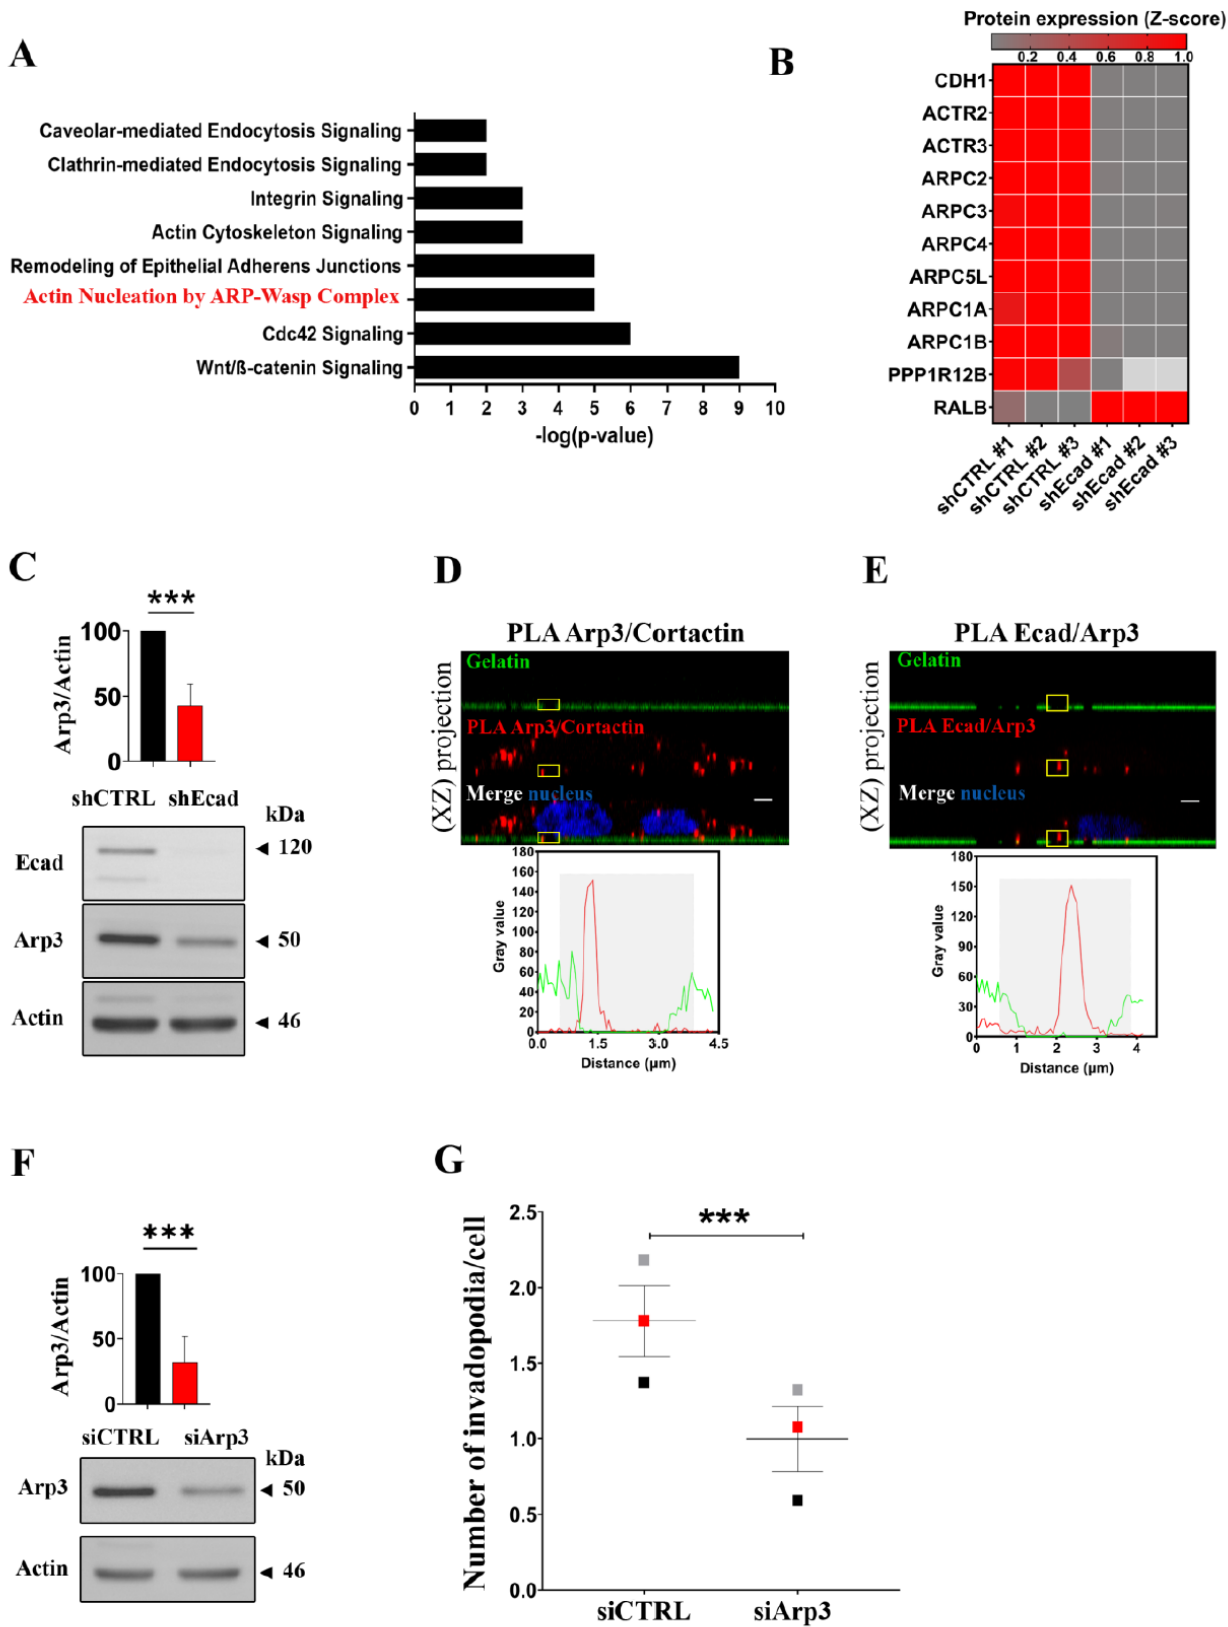 A
Caveolar-mediated Endocytosis Signaling
Clathrin-mediated Endocytosis Signaling
Integrin Signaling
Actin Cytoskeleton Signaling
Remodeling of Epithelial Adherens Junctions
Actin Nucleation by ARP-Wasp Complex
Cdc42 Signaling
Wnt/ß-catenin Signaling
0 1 2 3 4 5 6 7 8 9 10
-log(p-value)
B
Protein expression (Z-score)
0.2 0.4 0.6 0.8 1.0
CDH1
ACTR2
ACTR3
ARPC2
ARPC3
ARPC4
ARPC5L
ARPC1A
ARPC1B
PPP1R12B
RALB
shCTRL #1
shCTRL #2
shCTRL #3
shEcad #1
shEcad #2
shEcad #3
C
***
100
50
0
Arp3/Actin
shCTRL shEcad
kDa
Ecad 120
Arp3 50
Actin 46
D
PLA Arp3/Cortactin
(XZ) projection
Gelatin
PLA Arp3/Cortactin
Merge nucleus
180
160
140
120
100
80
60
40
20
0
Gray value
0.0 1.5 3.0 4.5
Distance (µm)
E
PLA Ecad/Arp3
(XZ) projection
Gelatin
PLA Ecad/Arp3
Merge nucleus
180
150
120
90
60
30
0
Gray value
0 1 2 3 4
Distance (µm)
F
***
100
50
0
Arp3/Actin
siCTRL siArp3
kDa
Arp3 50
Actin 46
G
***
2.5
2.0
1.5
1.0
0.5
0.0
Number of invadopodia/cell
siCTRL siArp3